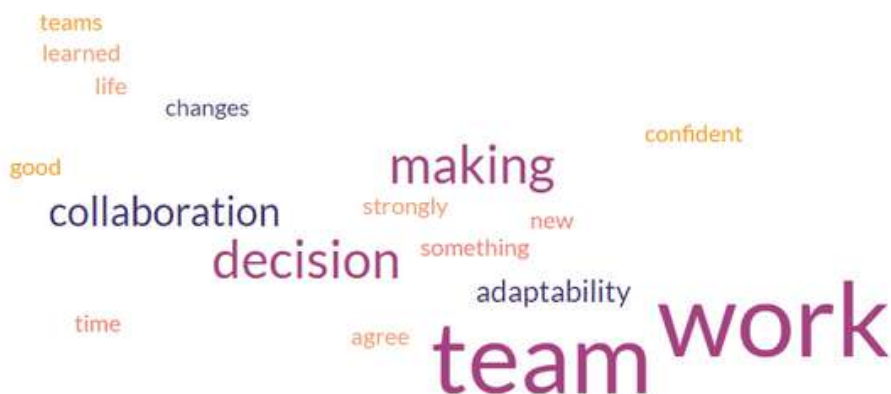 teams
learned
life
changes
confident
making
good
strongly
collaboration
new
something
decision
adaptability
work
time
agree
team